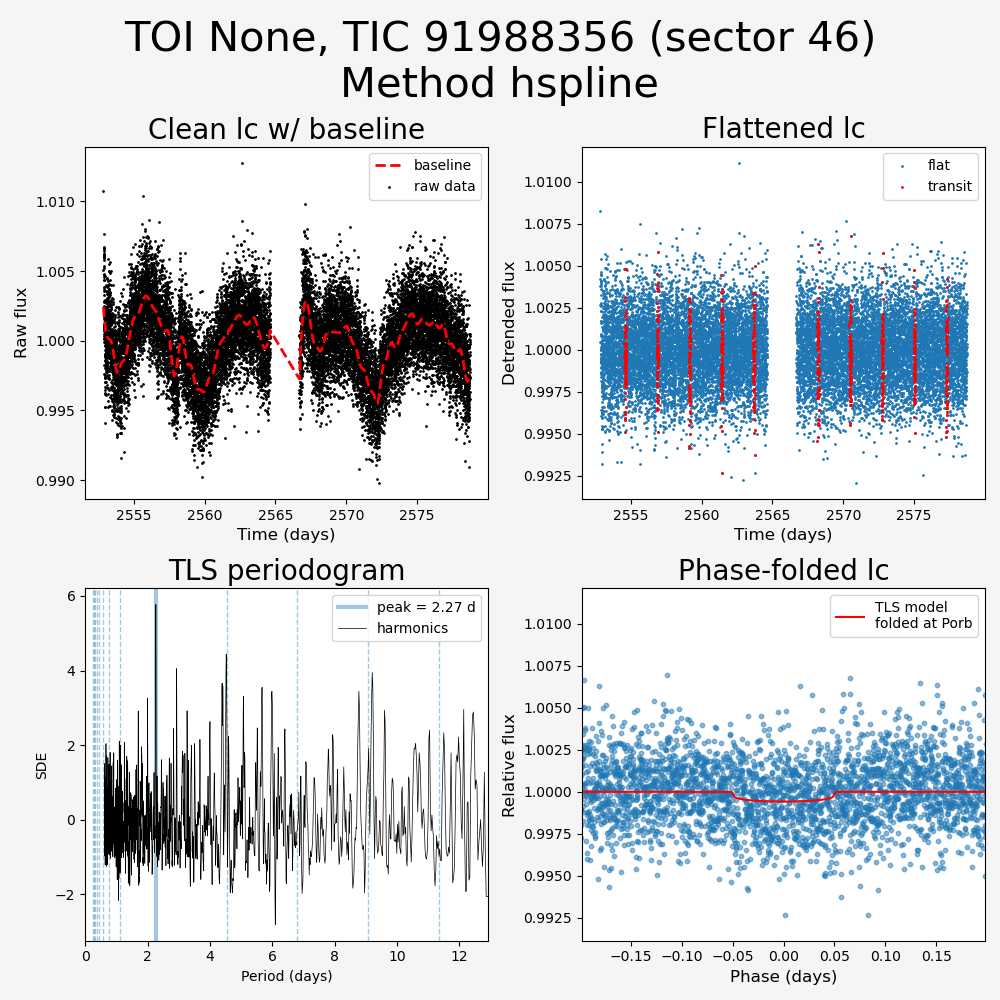 TOI None, TIC 91988356 (sector 46)
Method hspline
Clean lc w/ baseline
baseline
raw data
1.010
1.005
1.000
0.995
0.990
Raw flux
2555
2560
2565
2570
2575
Time (days)
Flattened lc
flat
transit
1.0100
1.0075
1.0050
1.0025
1.0000
0.9975
0.9950
0.9925
Detrended flux
2555
2560
2565
2570
2575
Time (days)
TLS periodogram
peak = 2.27 d
harmonics
6
4
2
0
−2
SDE
0
2
4
6
8
10
12
Period (days)
Phase-folded lc
TLS model
folded at Porb
1.0100
1.0075
1.0050
1.0025
1.0000
0.9975
0.9950
0.9925
Relative flux
−0.15
−0.10
−0.05
0.00
0.05
0.10
0.15
Phase (days)